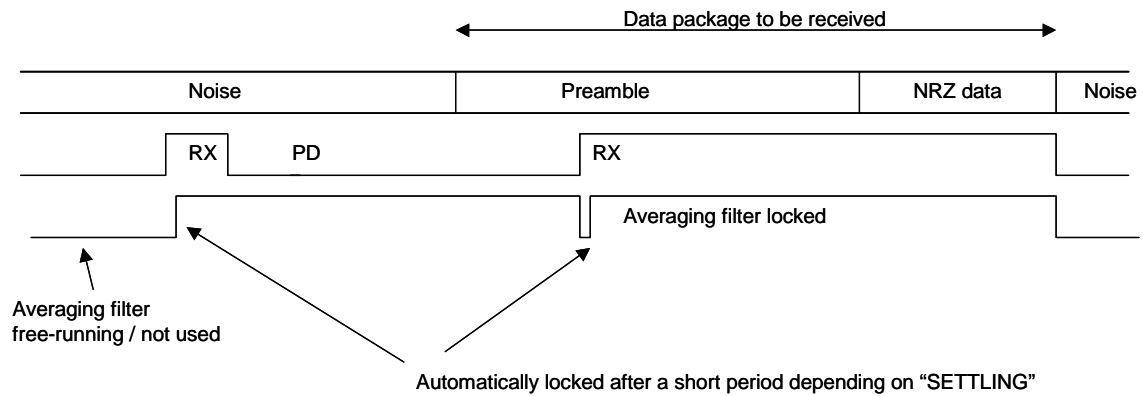 Data package to be received
Noise Preamble NRZ data Noise
RX PD RX
Averaging filter locked
Averaging filter
free-running / not used
Automatically locked after a short period depending on “SETTLING”